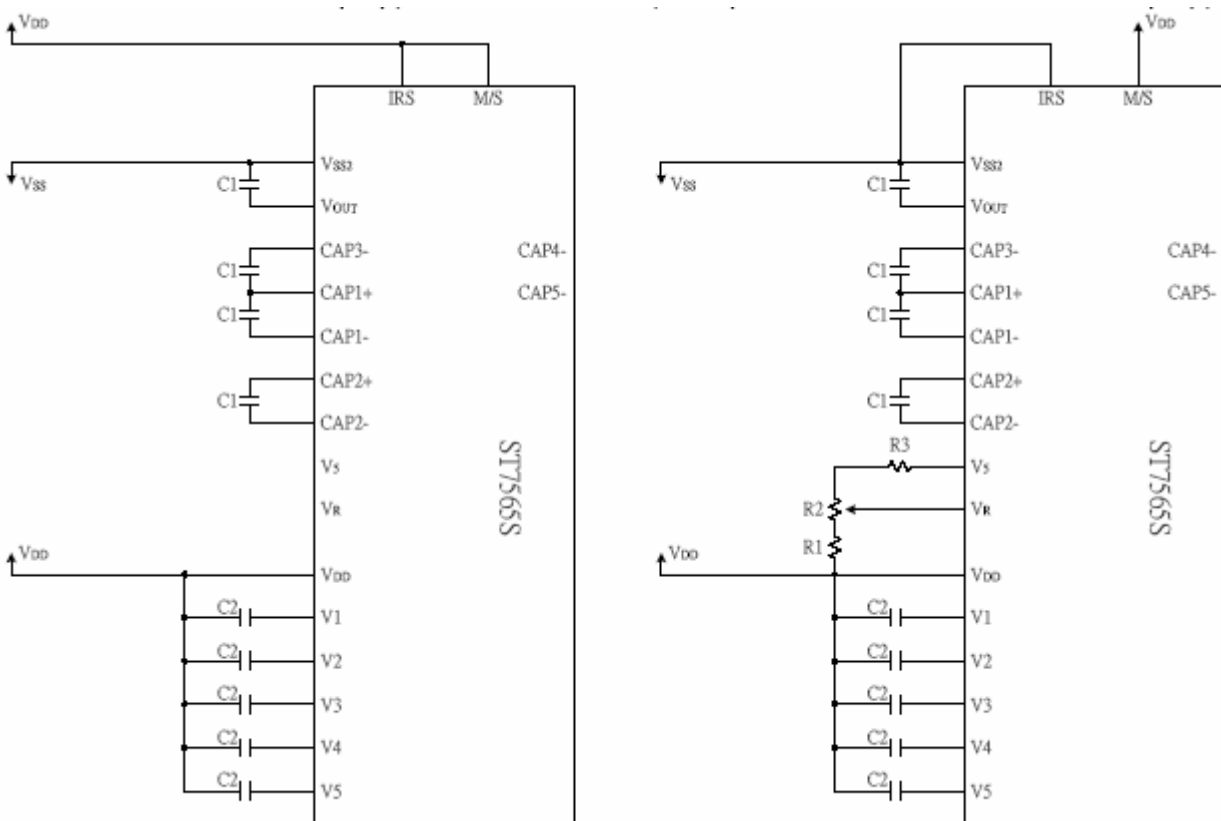 VDD
IRS
M/S
VSS2
VSS
C1
VOUT
CAP3-
CAP4-
C1
CAP1+
CAP5-
C1
CAP1-
CAP2+
C1
CAP2-
V5
ST7565S
VR
VDD
VDD
C2
V1
C2
V2
C2
V3
C2
V4
C2
V5
VDD
IRS
M/S
VSS2
VSS
C1
VOUT
CAP3-
CAP4-
C1
CAP1+
CAP5-
C1
CAP1-
CAP2+
C1
CAP2-
R3
V5
ST7565S
R2
VR
R1
VDD
VDD
C2
V1
C2
V2
C2
V3
C2
V4
C2
V5